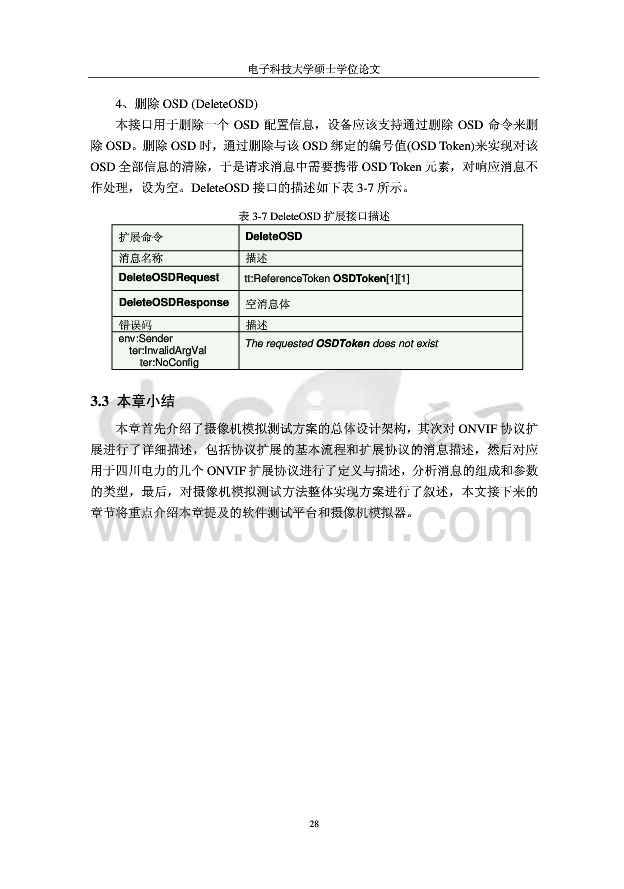 电子科技大学硕士学位论文
4、删除 OSD (DeleteOSD)
本接口用于删除一个 OSD 配置信息，设备应该支持通过删除 OSD 命令来删
除 OSD。删除 OSD 时，通过删除与该 OSD 绑定的编号值(OSD Token)来实现对该
OSD 全部信息的清除，于是请求消息中需要携带 OSD Token 元素，对响应消息不
作处理，设为空。DeleteOSD 接口的描述如下表 3-7 所示。
表 3-7 DeleteOSD 扩展接口描述
扩展命令 DeleteOSD
消息名称 描述
DeleteOSDRequest tt:ReferenceToken OSDToken[1][1]
DeleteOSDResponse 空消息体
错误码 描述
env:Sender
ter:InvalidArgVal
ter:NoConfig
The requested OSDToken does not exist
3.3 本章小结
本章首先介绍了摄像机模拟测试方案的总体设计架构，其次对 ONVIF 协议扩
展进行了详细描述，包括协议扩展的基本流程和扩展协议的消息描述，然后对应
用于四川电力的几个 ONVIF 扩展协议进行了定义与描述，分析消息的组成和参数
的类型，最后，对摄像机模拟测试方法整体实现方案进行了叙述，本文接下来的
章节将重点介绍本章提及的软件测试平台和摄像机模拟器。
docin 豆丁
www.docin.com
28